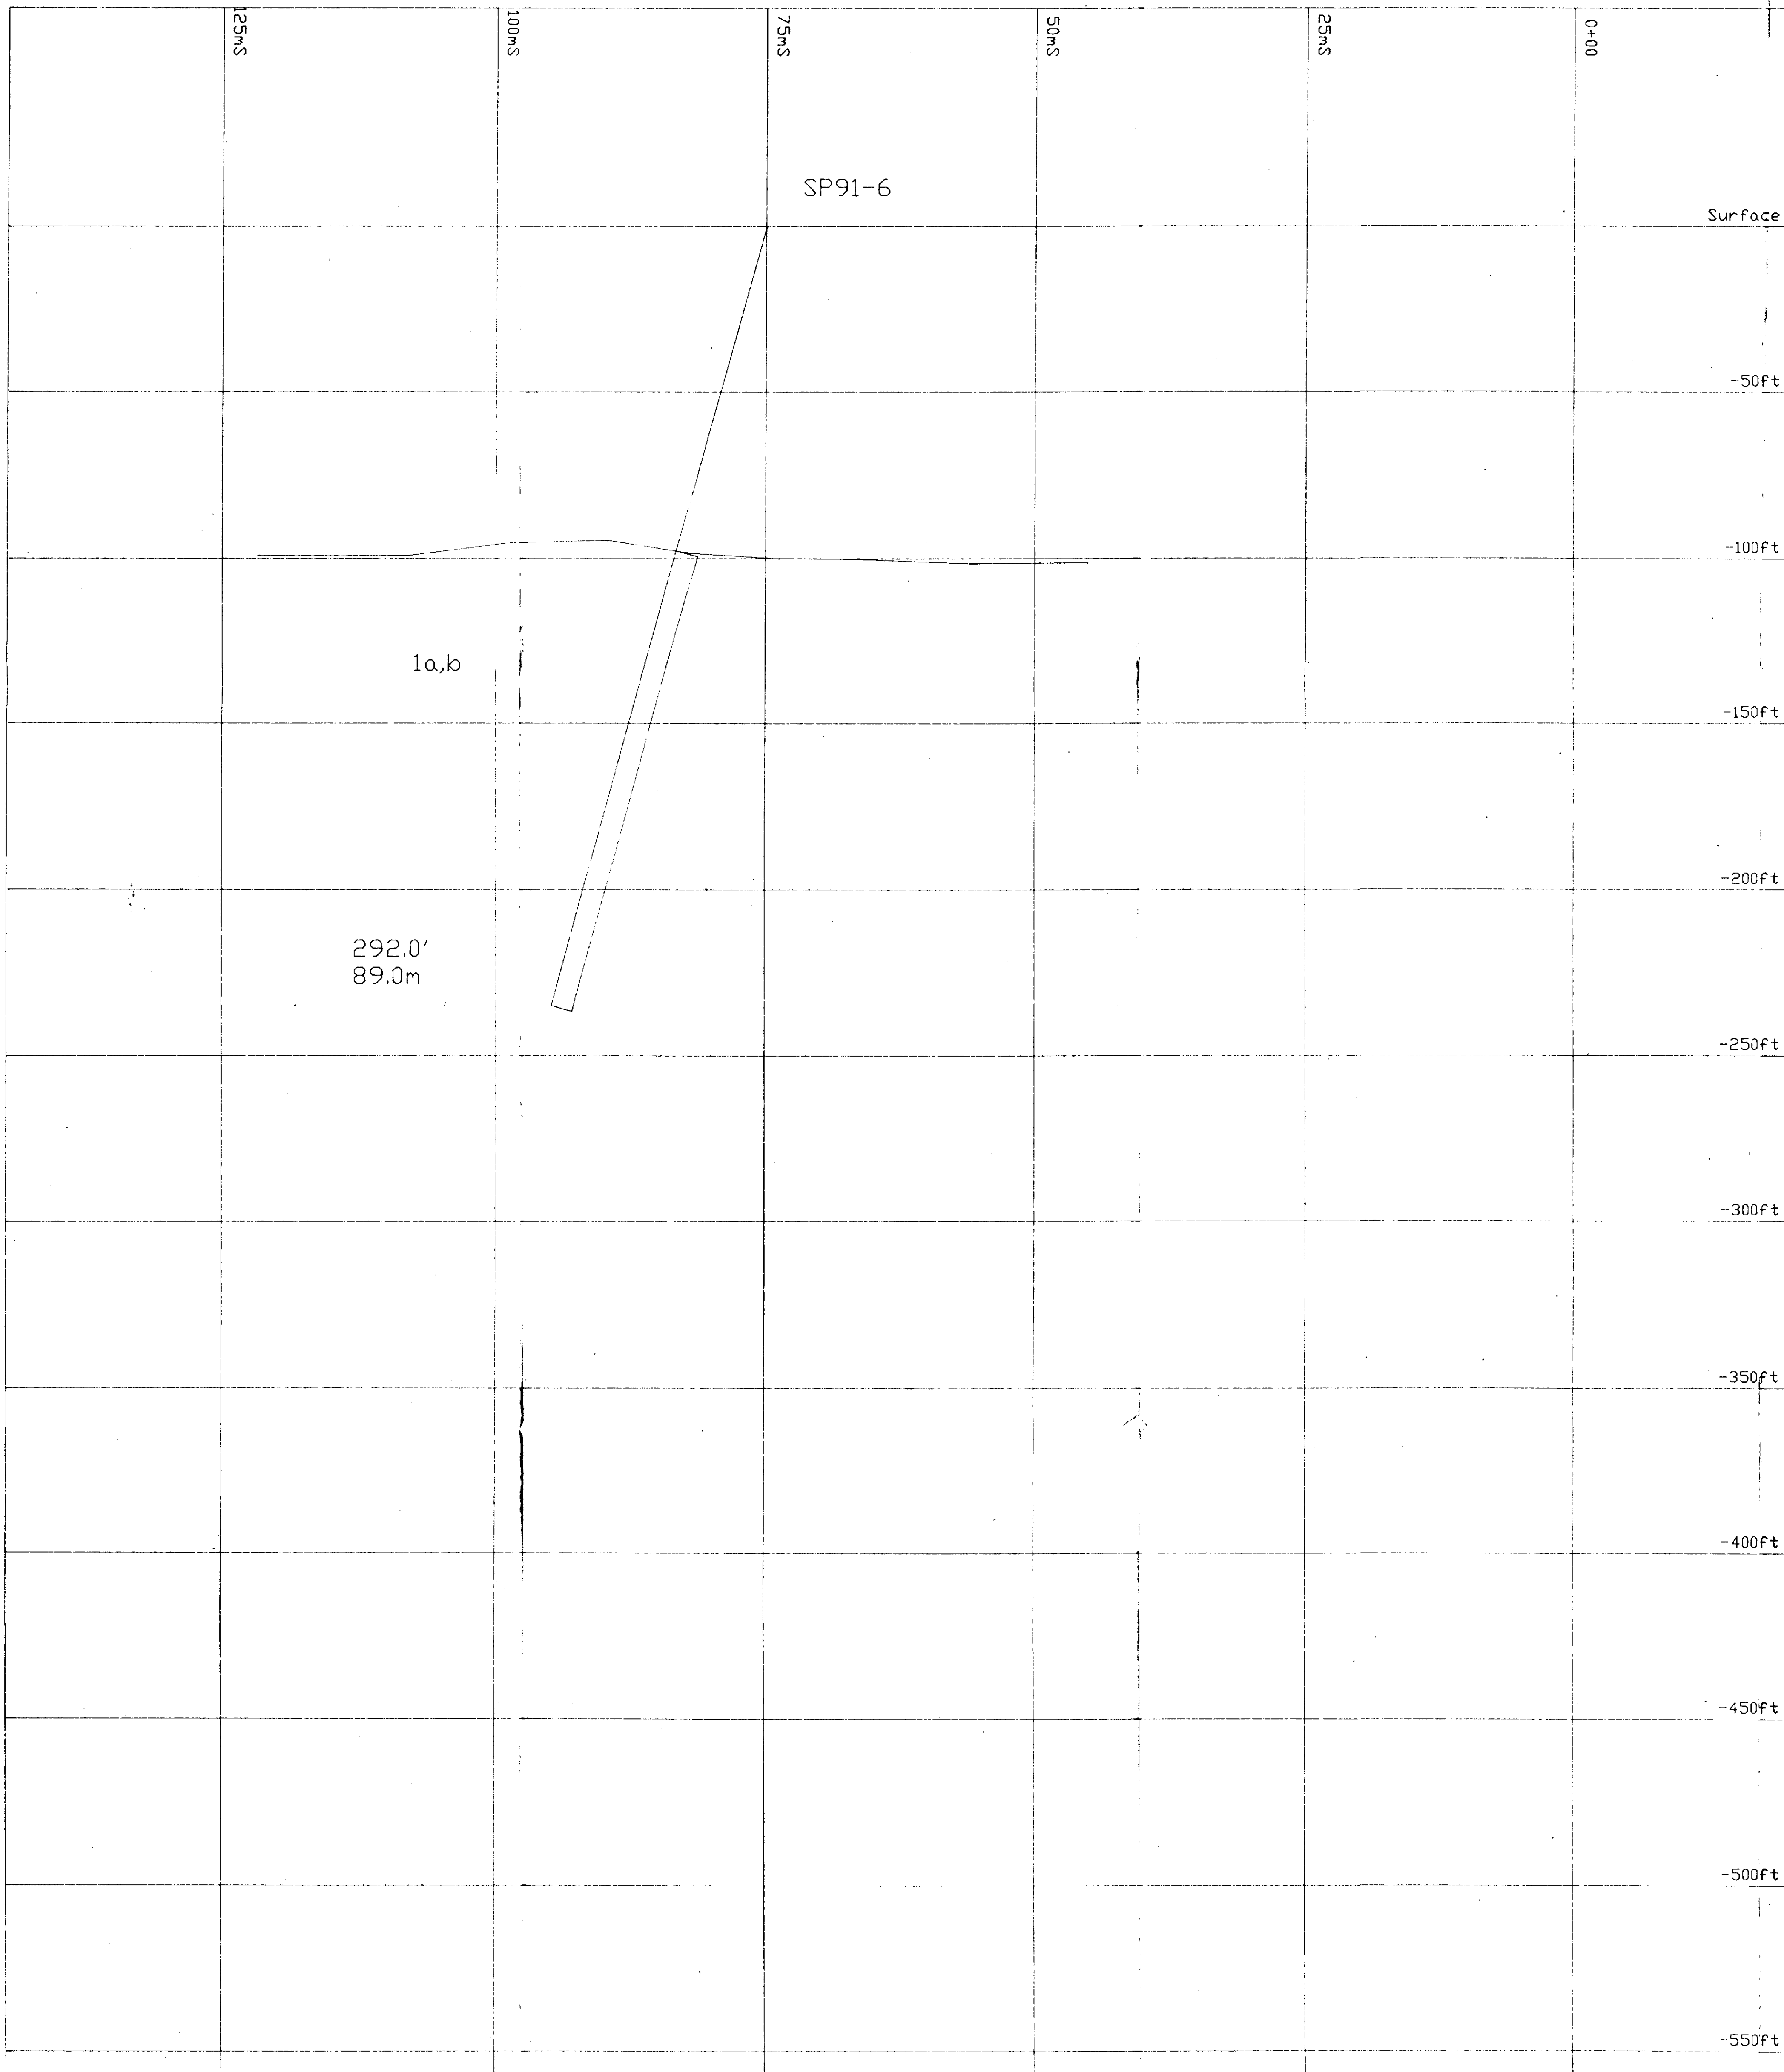 125mS
100mS
75mS
50mS
25mS
0+00
SP91-6
Surface
-50ft
-100ft
1a,b
-150ft
-200ft
292.0'
89.0m
-250ft
-300ft
-350ft
-400ft
-450ft
-500ft
-550ft